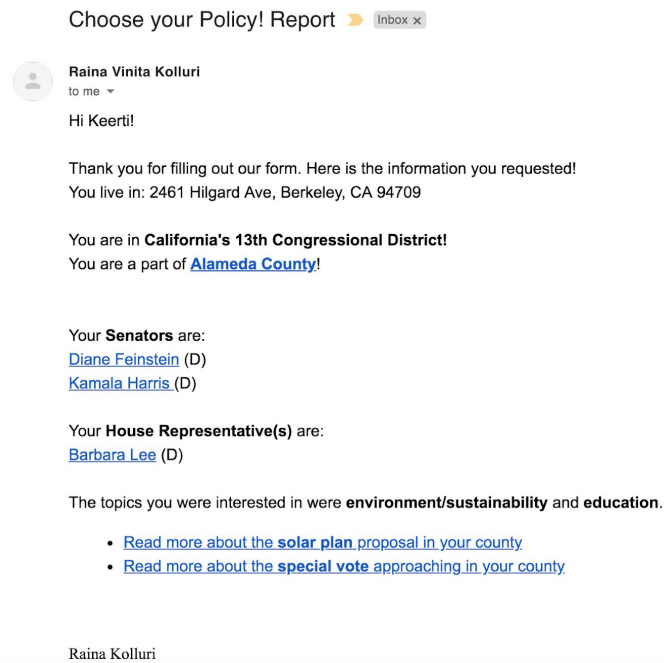 Choose your Policy! Report
Inbox x
Raina Vinita Kolluri
to me
Hi Keerti!
Thank you for filling out our form. Here is the information you requested!
You live in: 2461 Hilgard Ave, Berkeley, CA 94709
You are in California's 13th Congressional District!
You are a part of Alameda County!
Your Senators are:
Diane Feinstein (D)
Kamala Harris (D)
Your House Representative(s) are:
Barbara Lee (D)
The topics you were interested in were environment/sustainability and education.
• Read more about the solar plan proposal in your county
• Read more about the special vote approaching in your county
Raina Kolluri